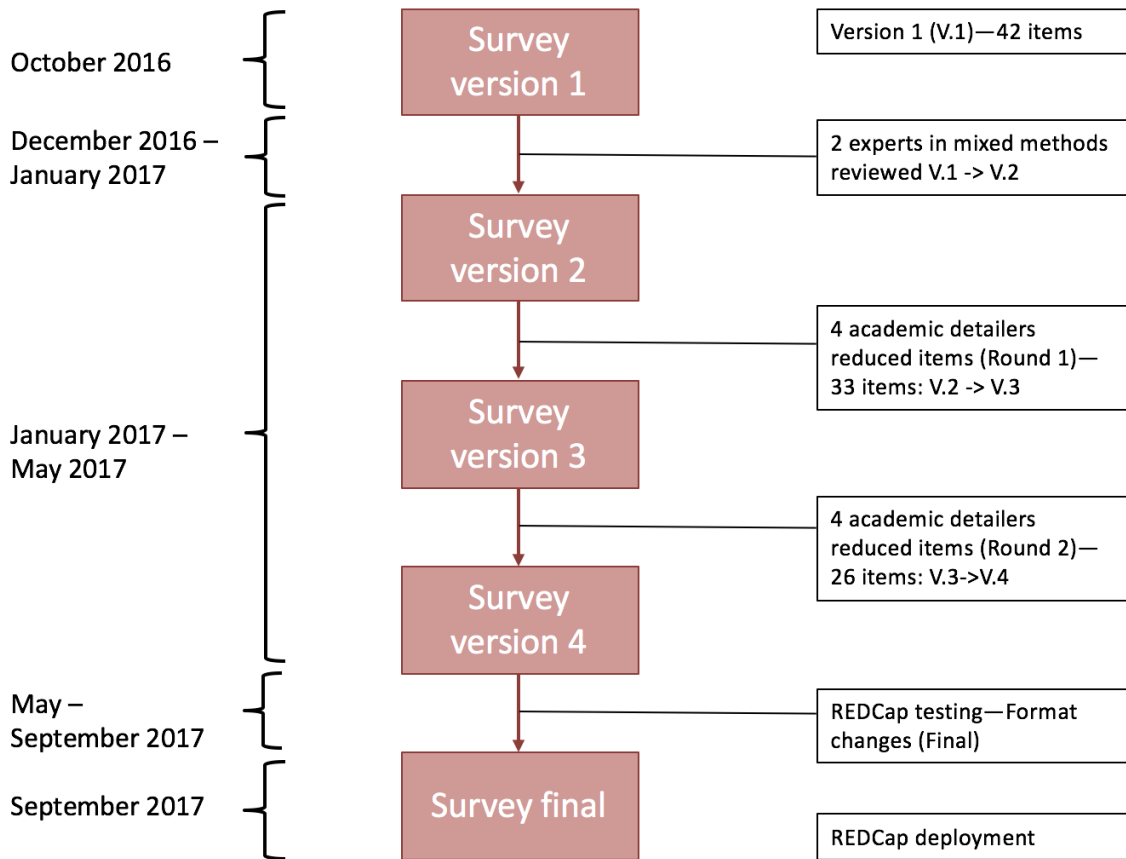 October 2016
Survey
version 1
Version 1 (V.1)—42 items
December 2016 –
January 2017
2 experts in mixed methods
reviewed V.1 -> V.2
Survey
version 2
4 academic detailers
reduced items (Round 1)—
33 items: V.2 -> V.3
January 2017 –
May 2017
Survey
version 3
4 academic detailers
reduced items (Round 2)—
26 items: V.3->V.4
Survey
version 4
May –
September 2017
REDCap testing—Format
changes (Final)
September 2017
Survey final
REDCap deployment